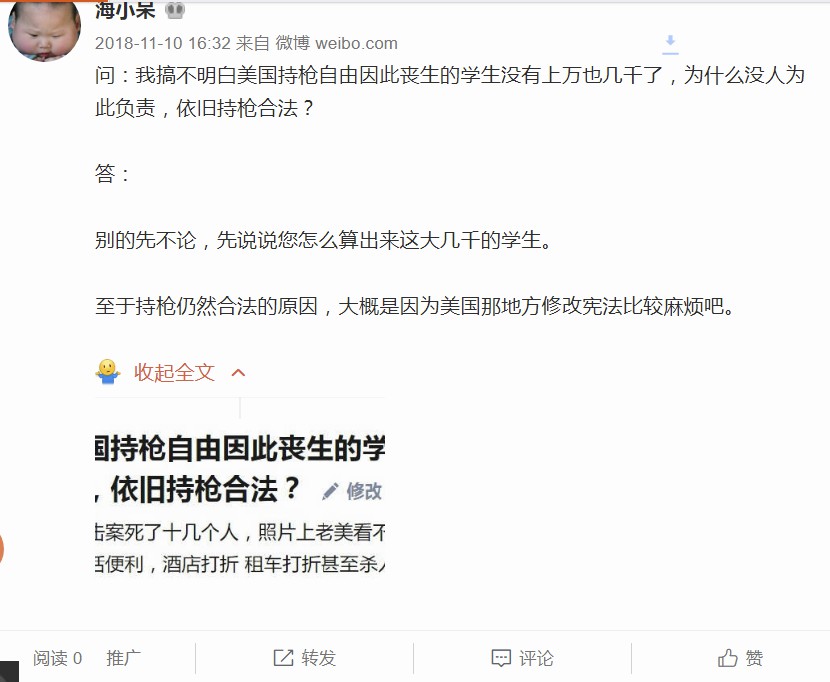 海小呆
2018-11-10 16:32 来自 微博 weibo.com
问：我搞不明白美国持枪自由因此丧生的学生没有上万也几千了，为什么没人为
此负责，依旧持枪合法？
答：
别的先不论，先说说您怎么算出来这大几千的学生。
至于持枪仍然合法的原因，大概是因为美国那地方修改宪法比较麻烦吧。
收起全文
国持枪自由因此丧生的学
，依旧持枪合法？ 修改
击案死了十几个人，照片上老美看不
活便利，酒店打折 租车打折甚至杀人
阅读 0 推广 转发 评论 赞